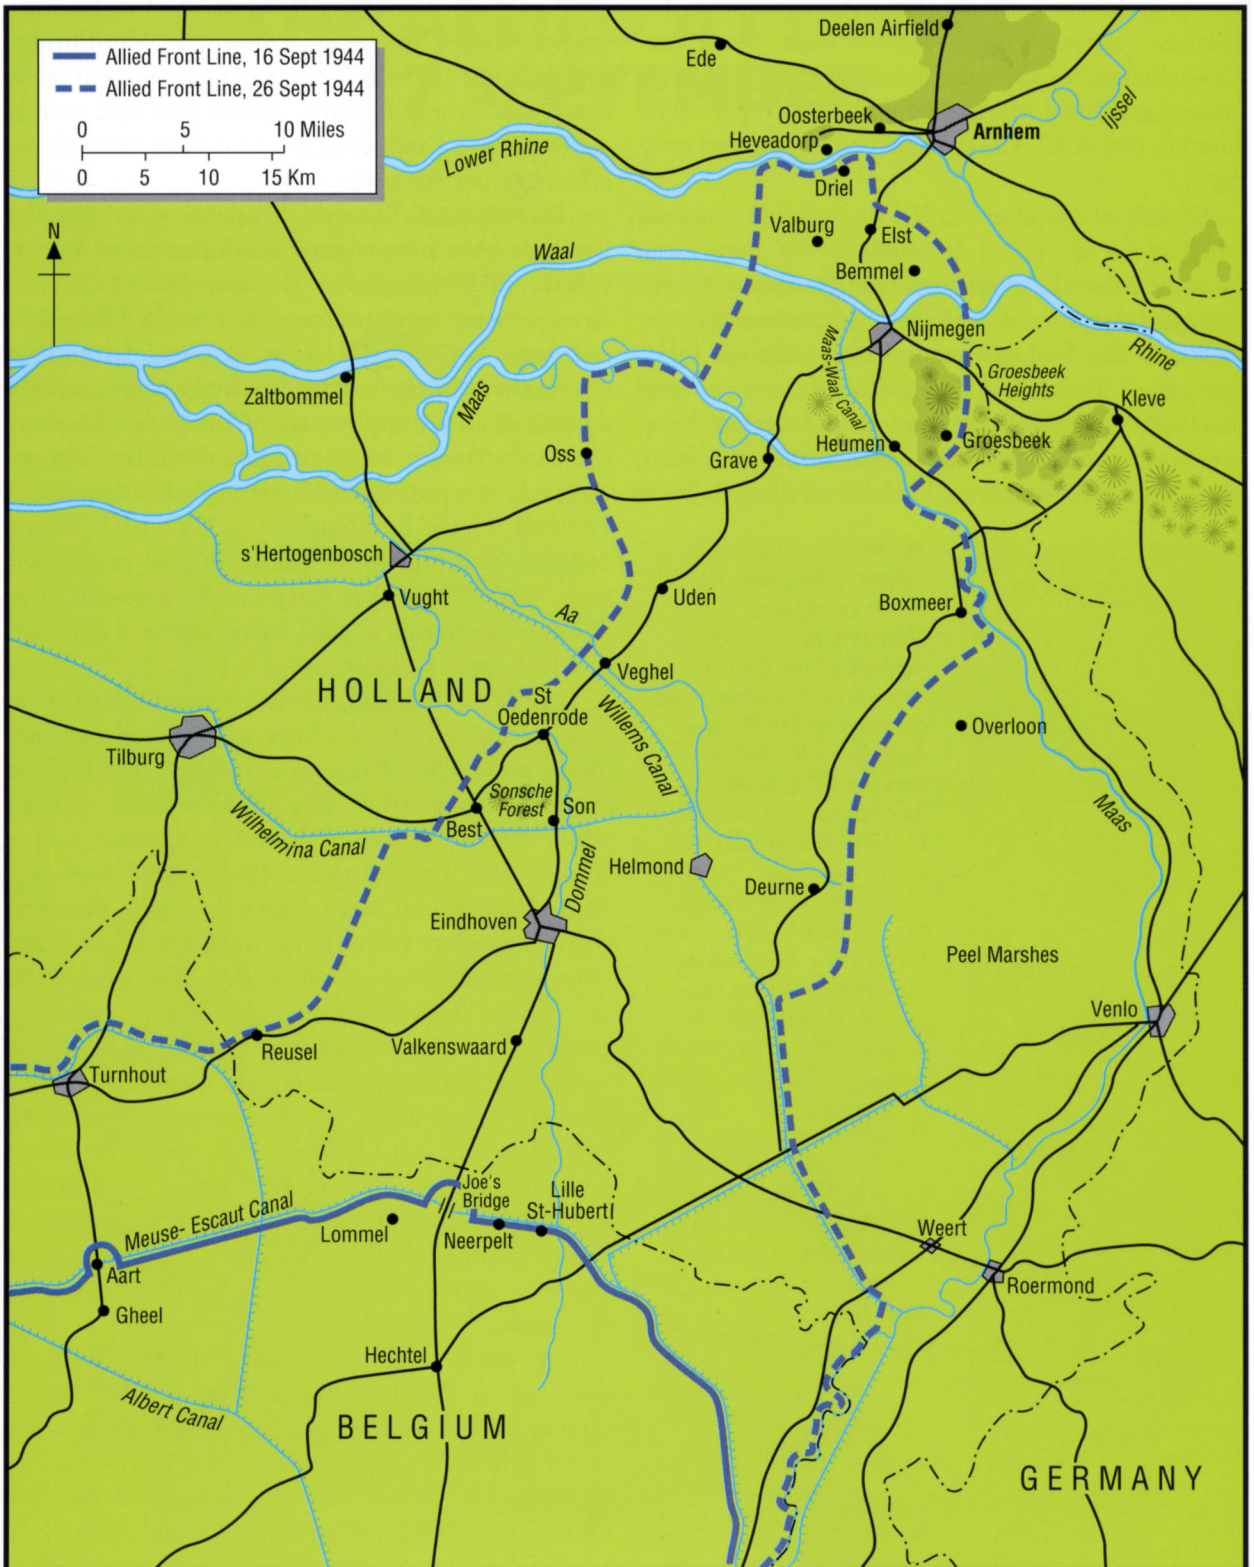 Allied Front Line, 16 Sept 1944
Allied Front Line, 26 Sept 1944
0 5 10 Miles
0 5 10 15 Km
N
Deelen Airfield
Ede
Ijssel
Oosterbeek
Arnhem
Heveadorp
Lower Rhine
Driel
Valburg
Elst
Waal
Bemmel
Nijmegen
Maas-Waal Canal
Rhine
Groesbeek
Heights
Zaltbommel
Maas
Kleve
Heumen
Groesbeek
Oss
Grave
s'Hertogenbosch
Vught
Aa
Uden
Boxmeer
Veghel
HOLLAND
St
Oedenrode
Willems Canal
Overloon
Tilburg
Sonsche
Forest
Son
Best
Wilhelmina Canal
Maas
Helmond
Dommel
Deurne
Eindhoven
Peel Marshes
Venlo
Reusel
Valkenswaard
Turnhout
Joe's
Bridge
Lille
St-Hubert
Meuse- Escaut Canal
Lommel
Neerpelt
Weert
Aart
Roermond
Gheel
Hechtel
Albert Canal
BELGIUM
GERMANY